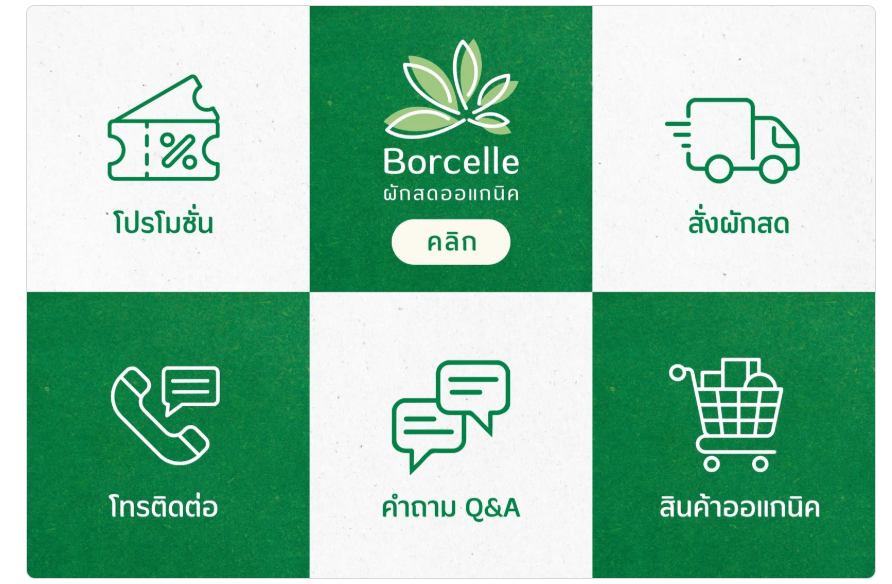 โปรโมชั่น
Borcelle
ผักสดออแกนิค
คลิก
สั่งผักสด
โทรติดต่อ
คำถาม Q&A
สินค้าออแกนิค